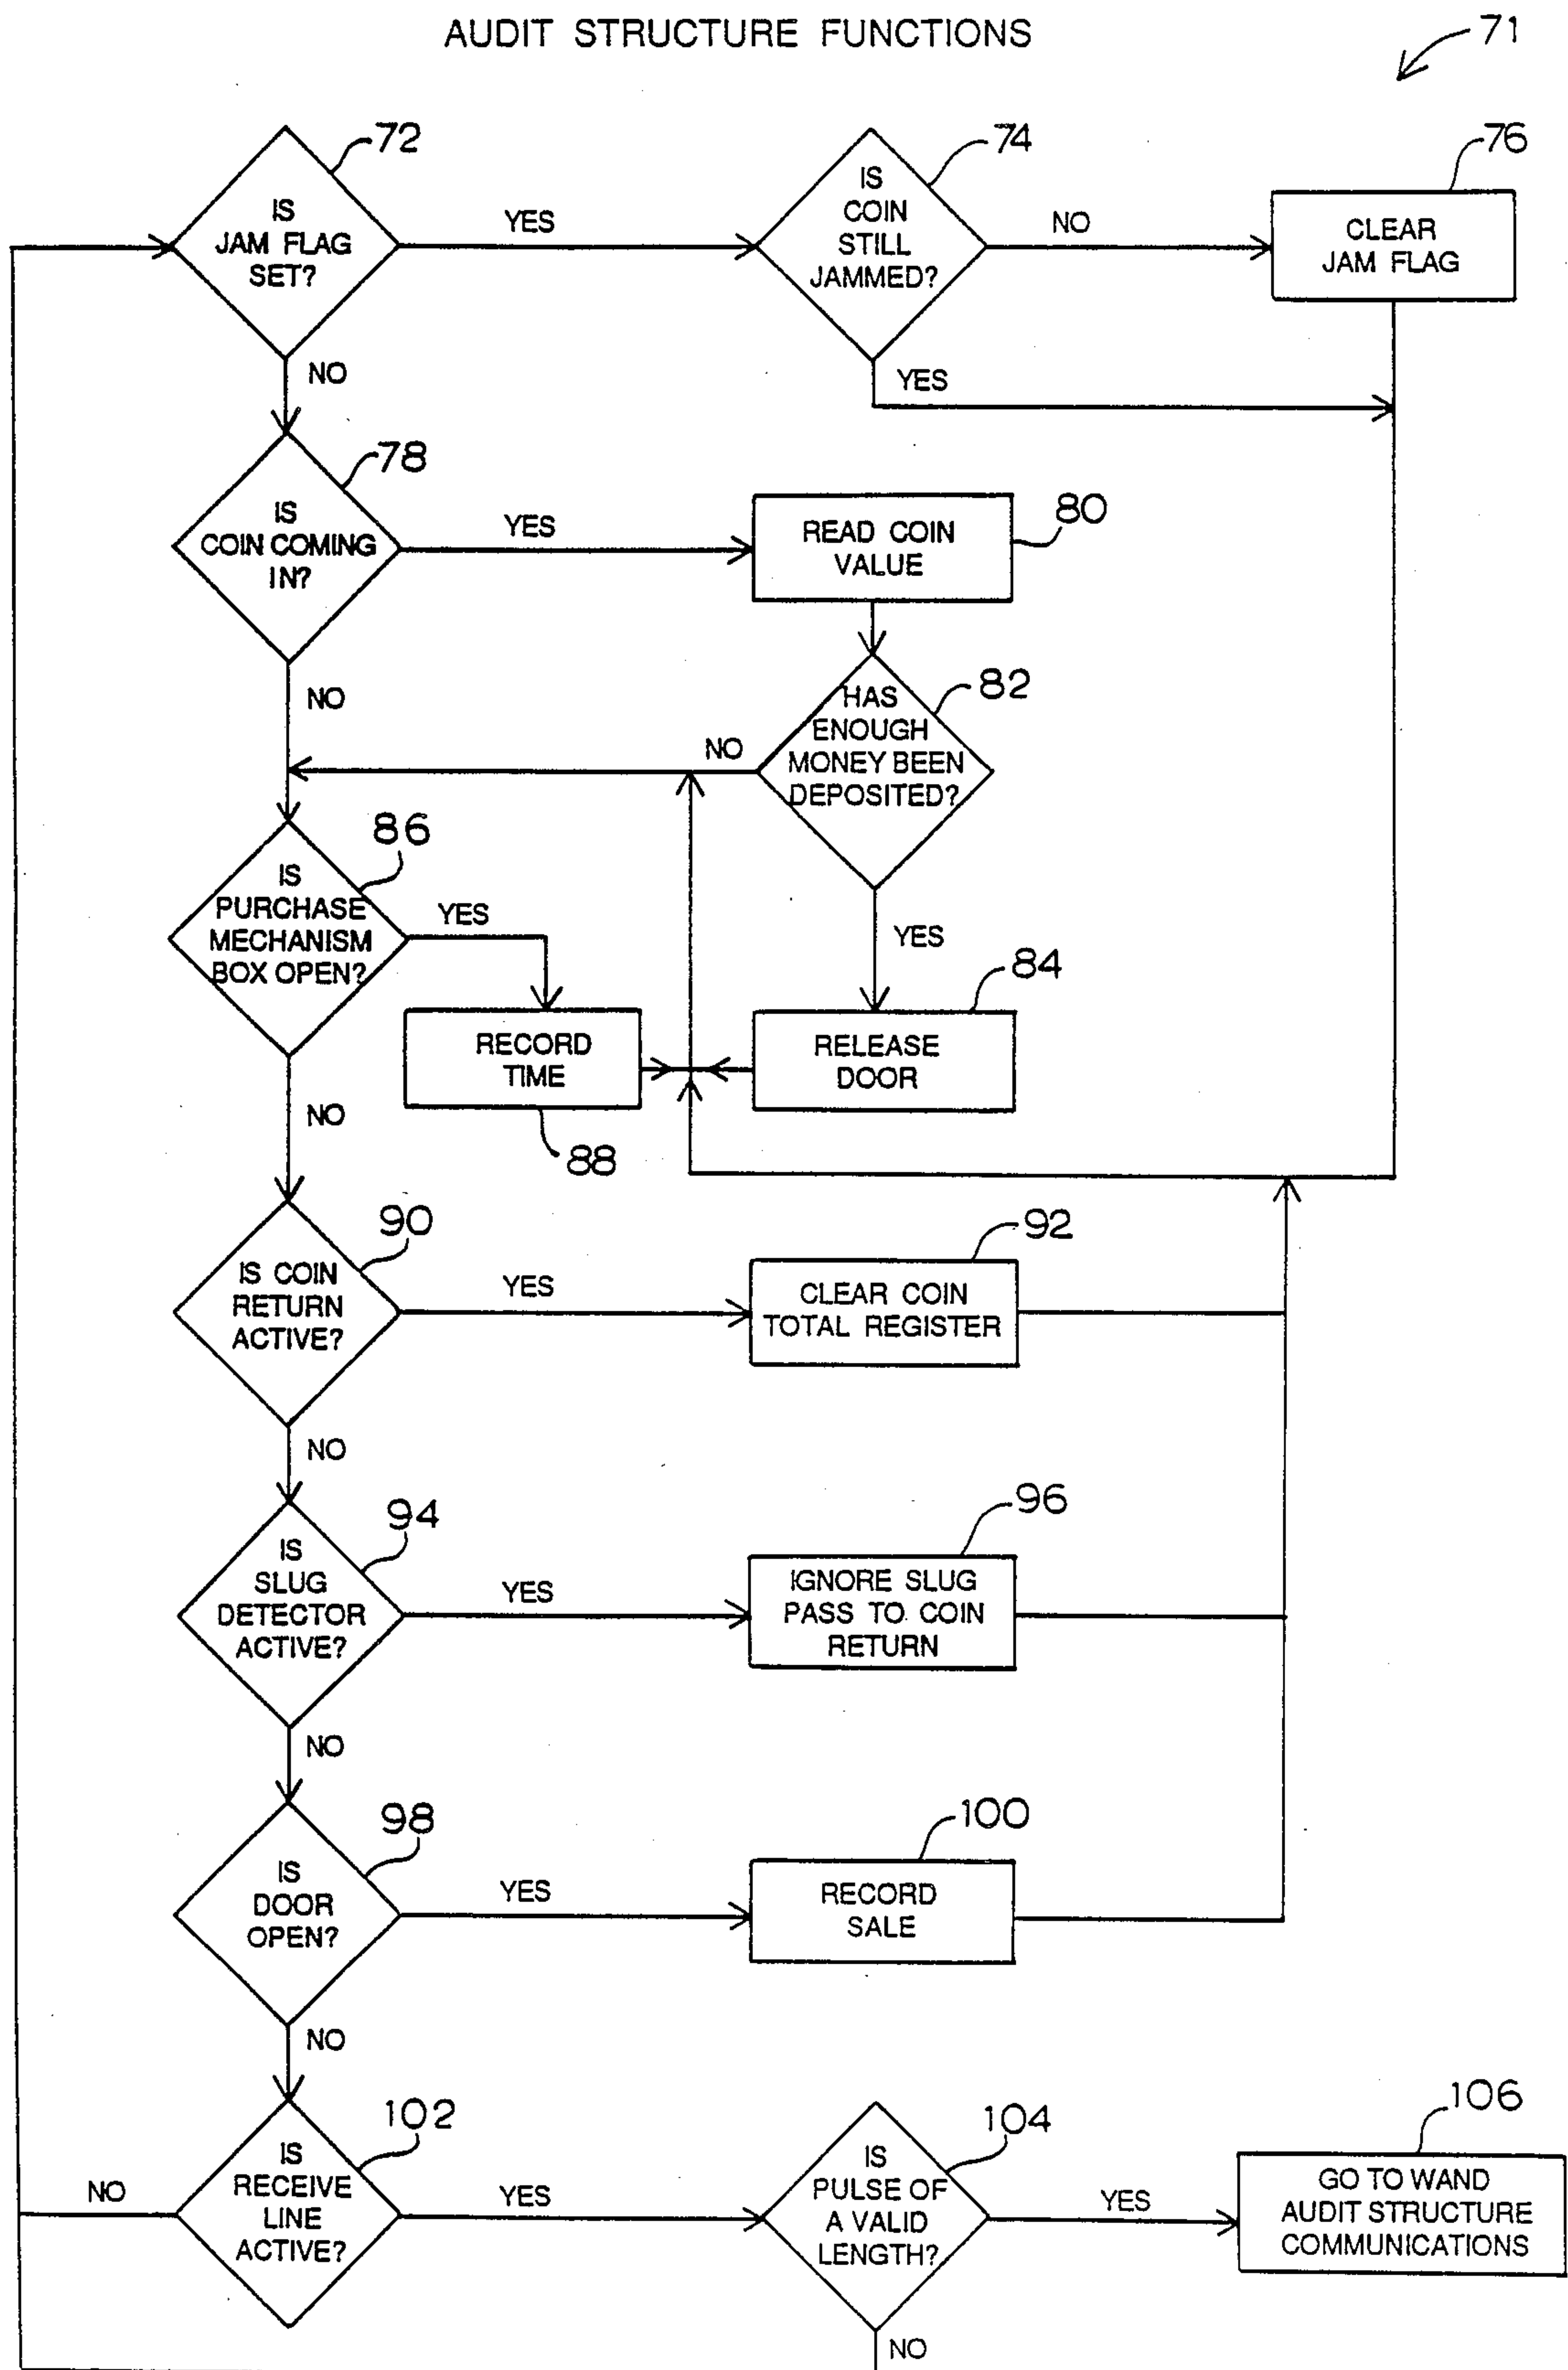 AUDIT STRUCTURE FUNCTIONS
71
72
IS
JAM FLAG
SET?
YES
NO
74
IS
COIN
STILL
JAMMED?
NO
YES
76
CLEAR
JAM FLAG
78
IS
COIN COMING
IN?
YES
NO
80
READ COIN
VALUE
82
HAS
ENOUGH
MONEY BEEN
DEPOSITED?
NO
YES
84
RELEASE
DOOR
86
IS
PURCHASE
MECHANISM
BOX OPEN?
YES
NO
RECORD
TIME
88
90
IS COIN
RETURN
ACTIVE?
YES
NO
92
CLEAR COIN
TOTAL REGISTER
94
IS
SLUG
DETECTOR
ACTIVE?
YES
NO
96
IGNORE SLUG
PASS TO COIN
RETURN
98
IS
DOOR
OPEN?
YES
NO
100
RECORD
SALE
102
IS
RECEIVE
LINE
ACTIVE?
NO
YES
104
IS
PULSE OF
A VALID
LENGTH?
YES
NO
106
GO TO WAND
AUDIT STRUCTURE
COMMUNICATIONS